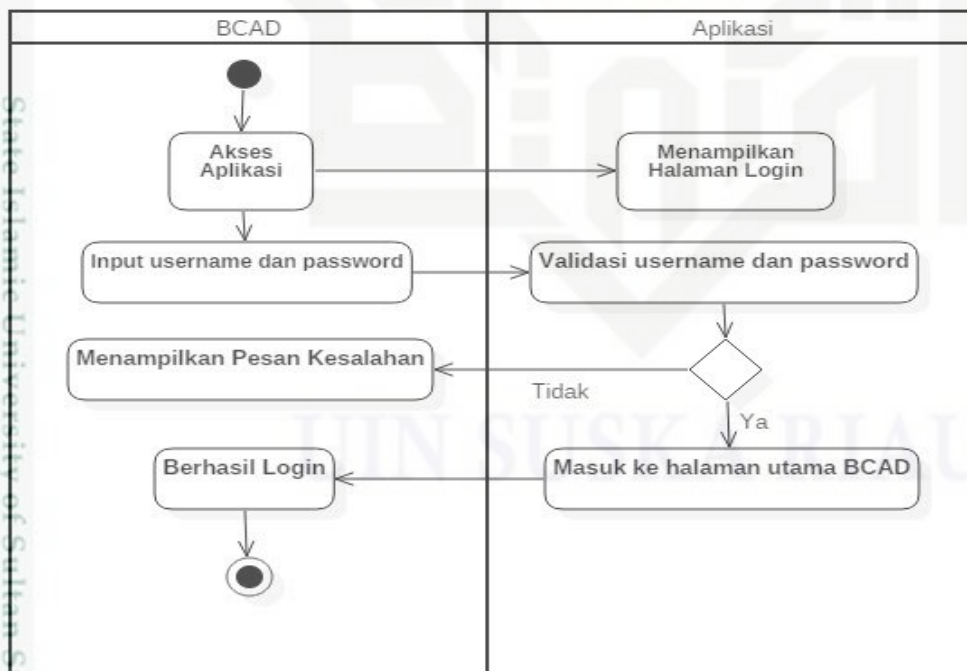 BCAD
Aplikasi
Akses
Aplikasi
Menampilkan
Halaman Login
Input username dan password
Validasi username dan password
Menampilkan Pesan Kesalahan
Tidak
Ya
Berhasil Login
Masuk ke halaman utama BCAD
UIN SUSKA RIAU
State Islamic University of Sultan S